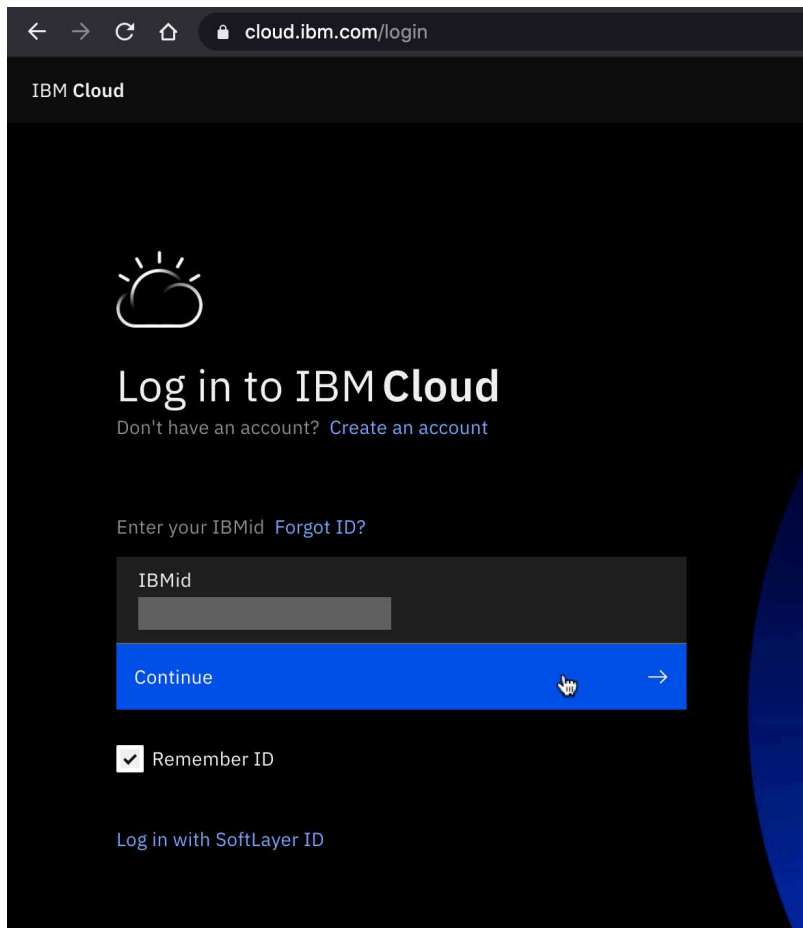 cloud.ibm.com/login
IBM Cloud
Log in to IBM Cloud
Don't have an account? Create an account
Enter your IBMid Forgot ID?
IBMid
Continue
Remember ID
Log in with SoftLayer ID